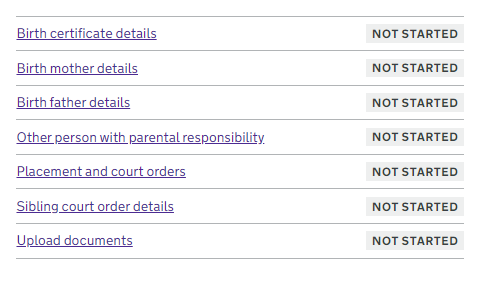 Birth certificate details NOT STARTED
Birth mother details NOT STARTED
Birth father details NOT STARTED
Other person with parental responsibility NOT STARTED
Placement and court orders NOT STARTED
Sibling court order details NOT STARTED
Upload documents NOT STARTED